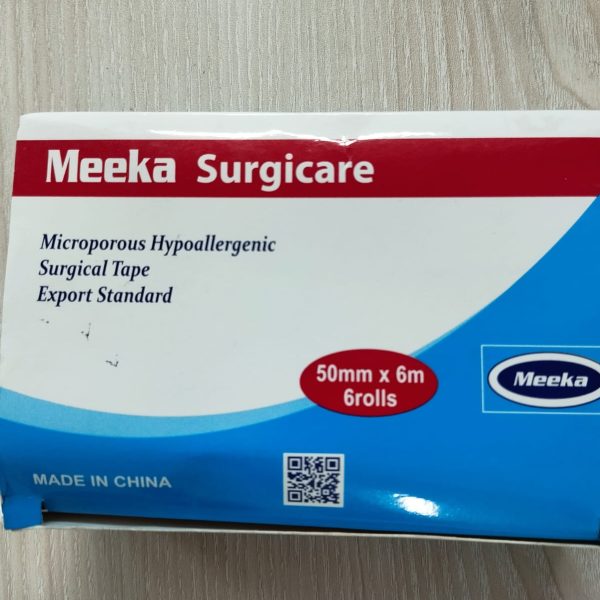 Meeka Surgicare
Microporous Hypoallergenic
Surgical Tape
Export Standard
50mm x 6m
6rolls
Meeka
MADE IN CHINA